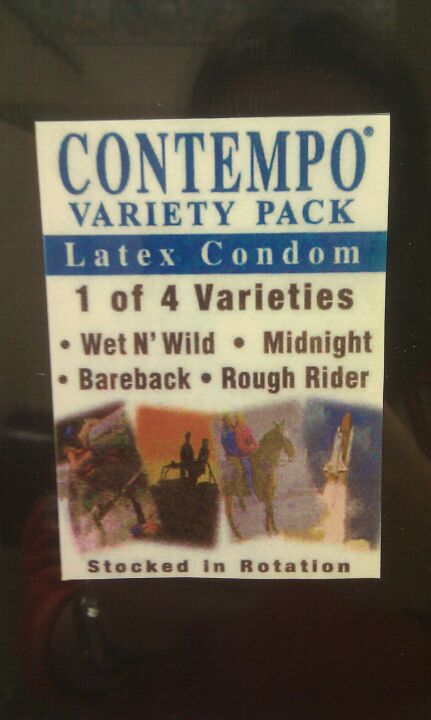 CONTEMPO®
VARIETY PACK
Latex Condom
1 of 4 Varieties
• Wet N' Wild • Midnight
• Bareback • Rough Rider
Stocked in Rotation